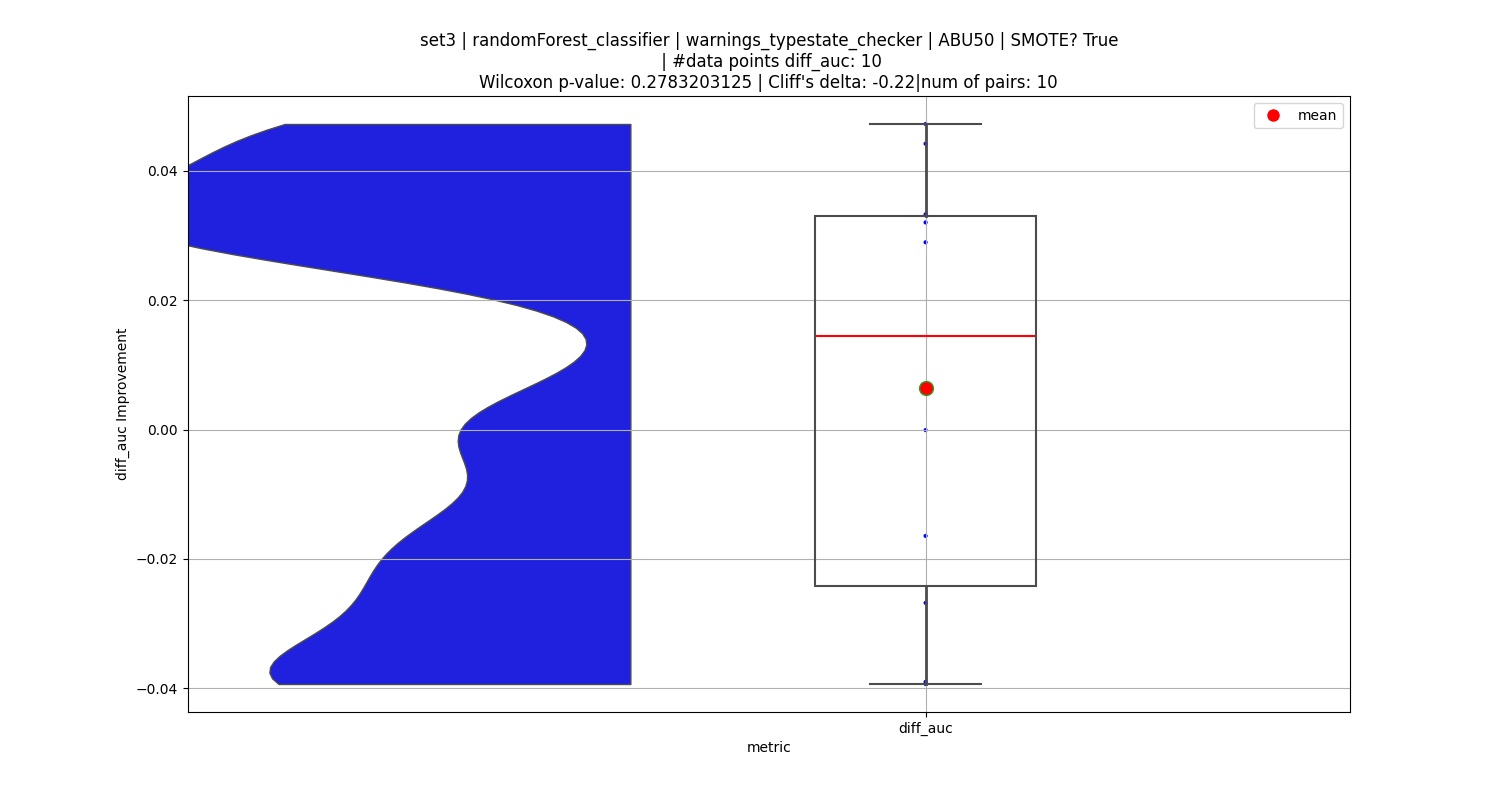 set3 | randomForest_classifier | warnings_typestate_checker | ABU50 | SMOTE? True
| #data points diff_auc: 10
Wilcoxon p-value: 0.2783203125 | Cliff's delta: -0.22|num of pairs: 10
mean
0.04
0.02
0.00
−0.02
−0.04
diff_auc Improvement
diff_auc
metric